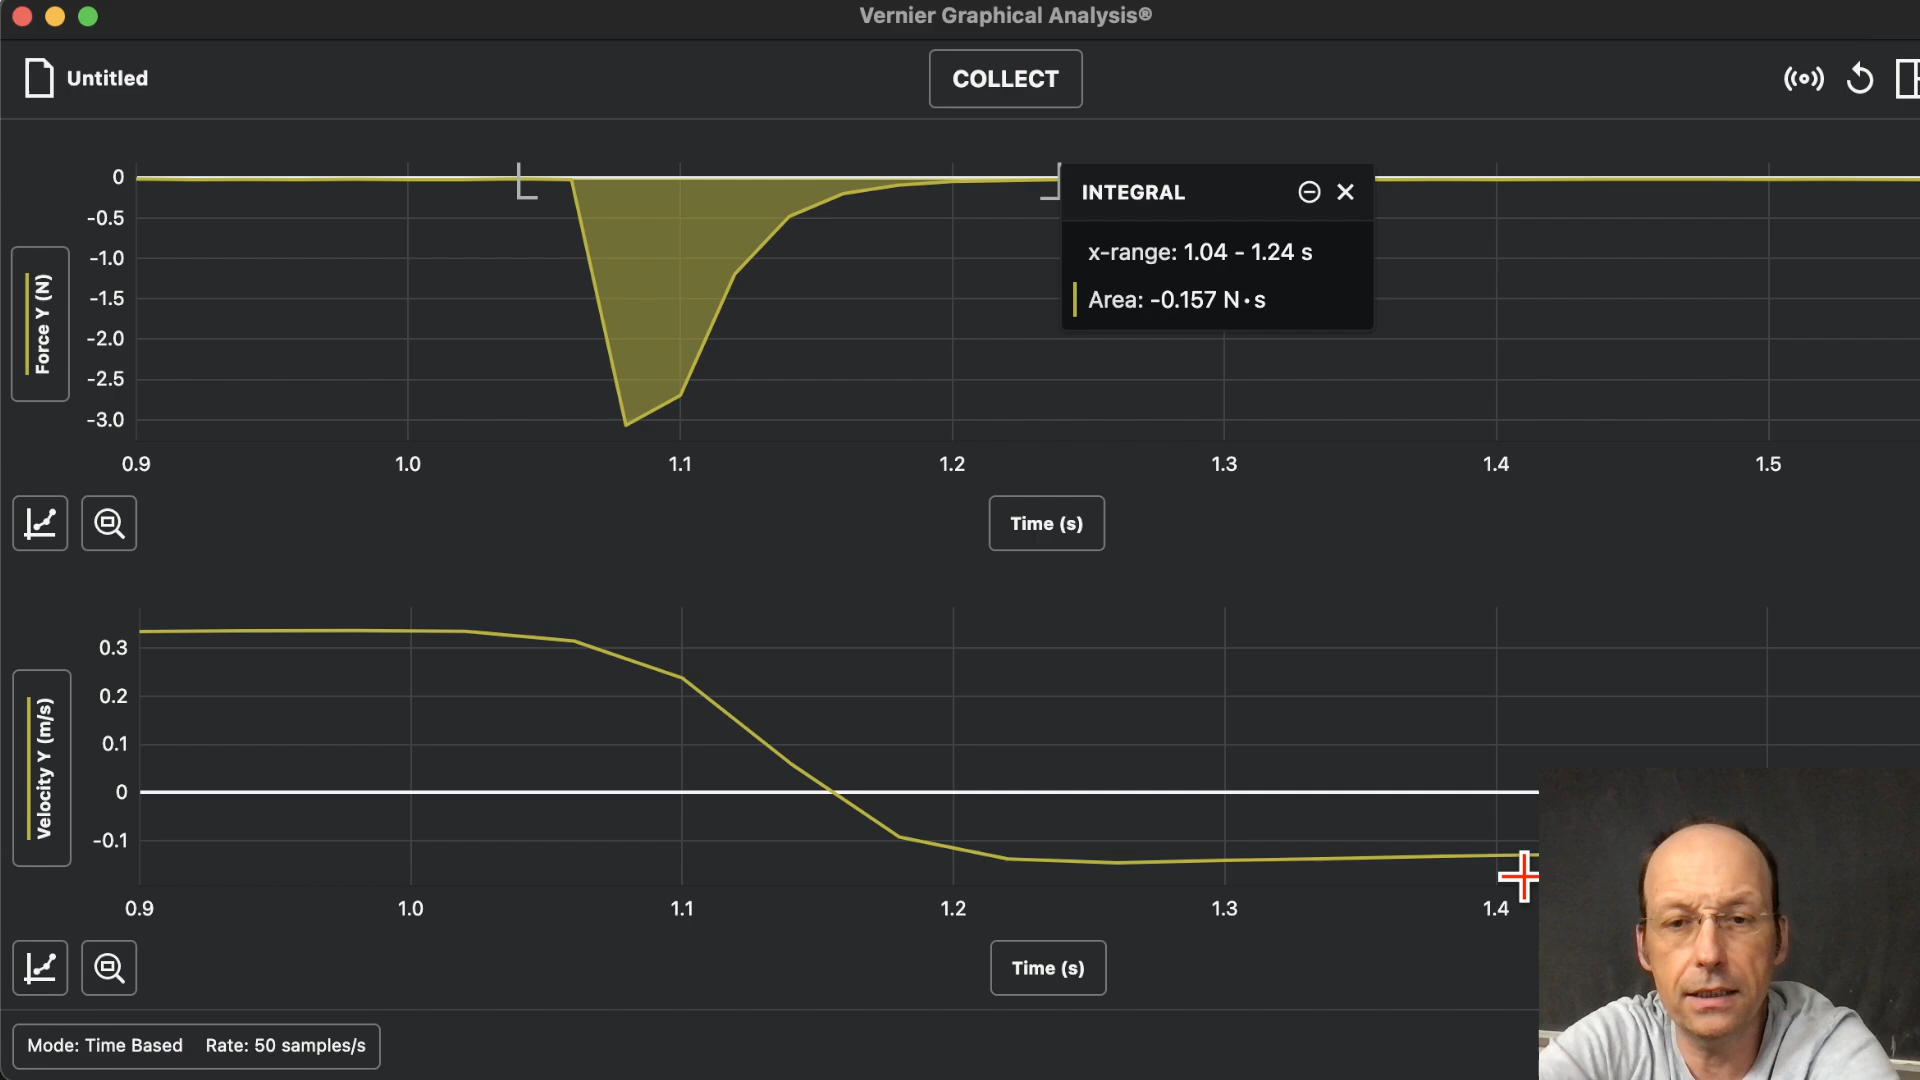 Vernier Graphical Analysis®
Untitled
COLLECT
INTEGRAL
x-range: 1.04 - 1.24 s
Area: -0.157 N·s
Force Y (N)
0
-0.5
-1.0
-1.5
-2.0
-2.5
-3.0
0.9 1.0 1.1 1.2 1.3 1.4 1.5
Time (s)
Velocity Y (m/s)
0.3
0.2
0.1
0
-0.1
0.9 1.0 1.1 1.2 1.3 1.4
Time (s)
Mode: Time Based Rate: 50 samples/s